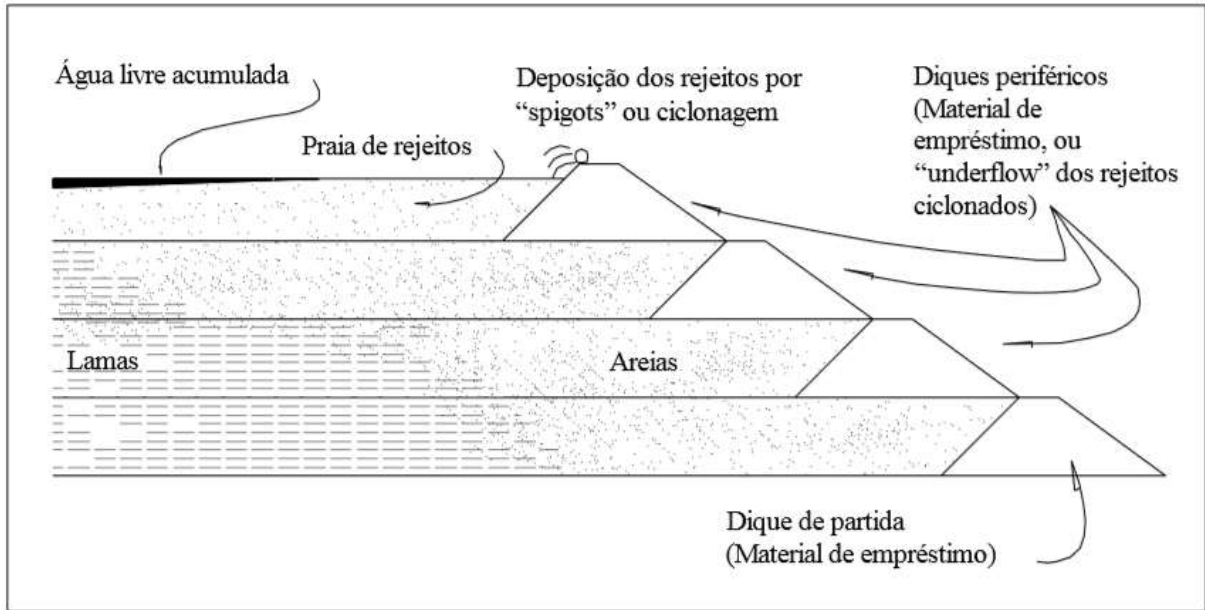 Água livre acumulada
Praia de rejeitos
Deposição dos rejeitos por
“spigots” ou ciclonagem
Diques periféricos
(Material de
empréstimo, ou
“underflow” dos rejeitos
ciclonados)
Lamas
Areias
Dique de partida
(Material de empréstimo)